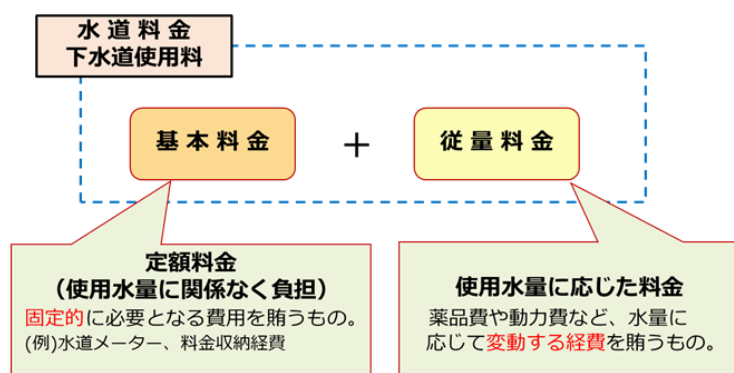 水道料金
下水道使用料
基本料金
+
従量料金
定額料金
(使用水量に関係なく負担)
固定的に必要となる費用を賄うもの。
(例)水道メーター、料金収納経費
使用水量に応じた料金
薬品費や動力費など、水量に
応じて変動する経費を賄うもの。